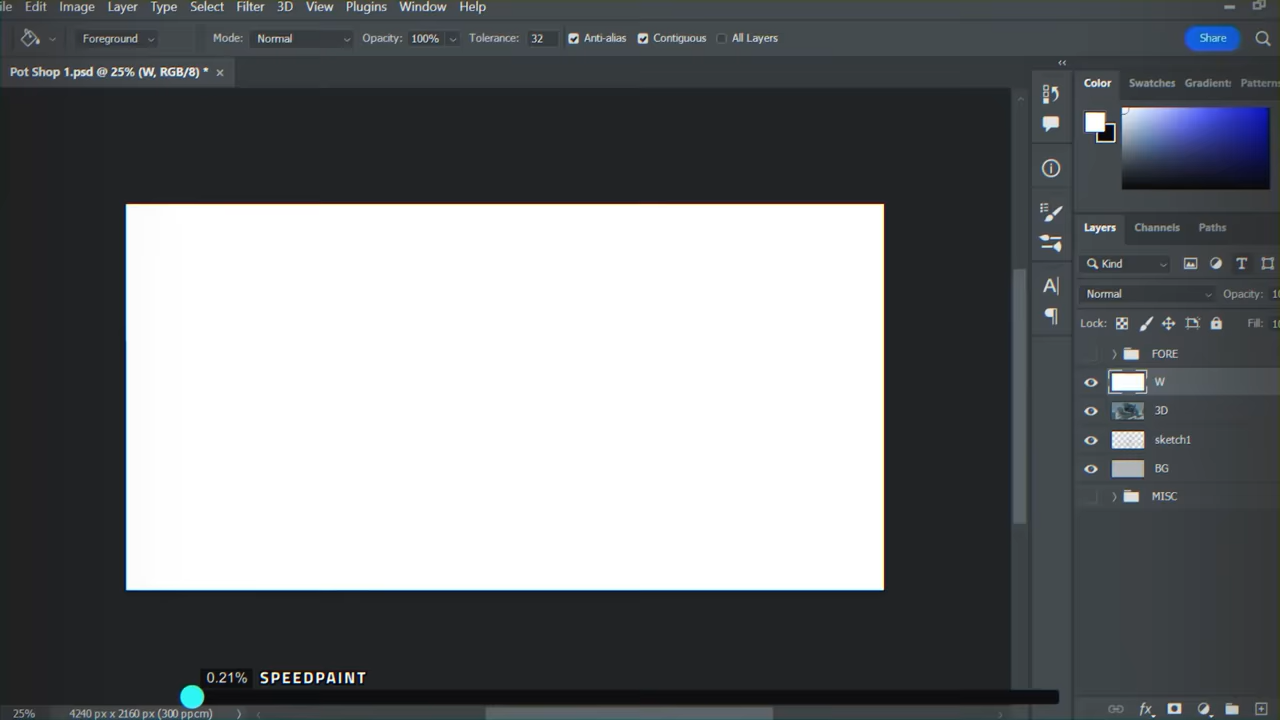 ile Edit Image Layer Type Select Filter 3D View Plugins Window Help
Foreground Mode: Normal Opacity: 100% Tolerance: 32 Anti-alias Contiguous All Layers Share
Pot Shop 1.psd @ 25% (W, RGB/8) *
Color Swatches Gradient Pattern
Layers Channels Paths
Kind
Normal Opacity: 10
Lock: Fill: 10
FORE
W
3D
sketch1
BG
MISC
0.21% SPEEDPAINT
25% 4240 px x 2160 px (300 ppcm)